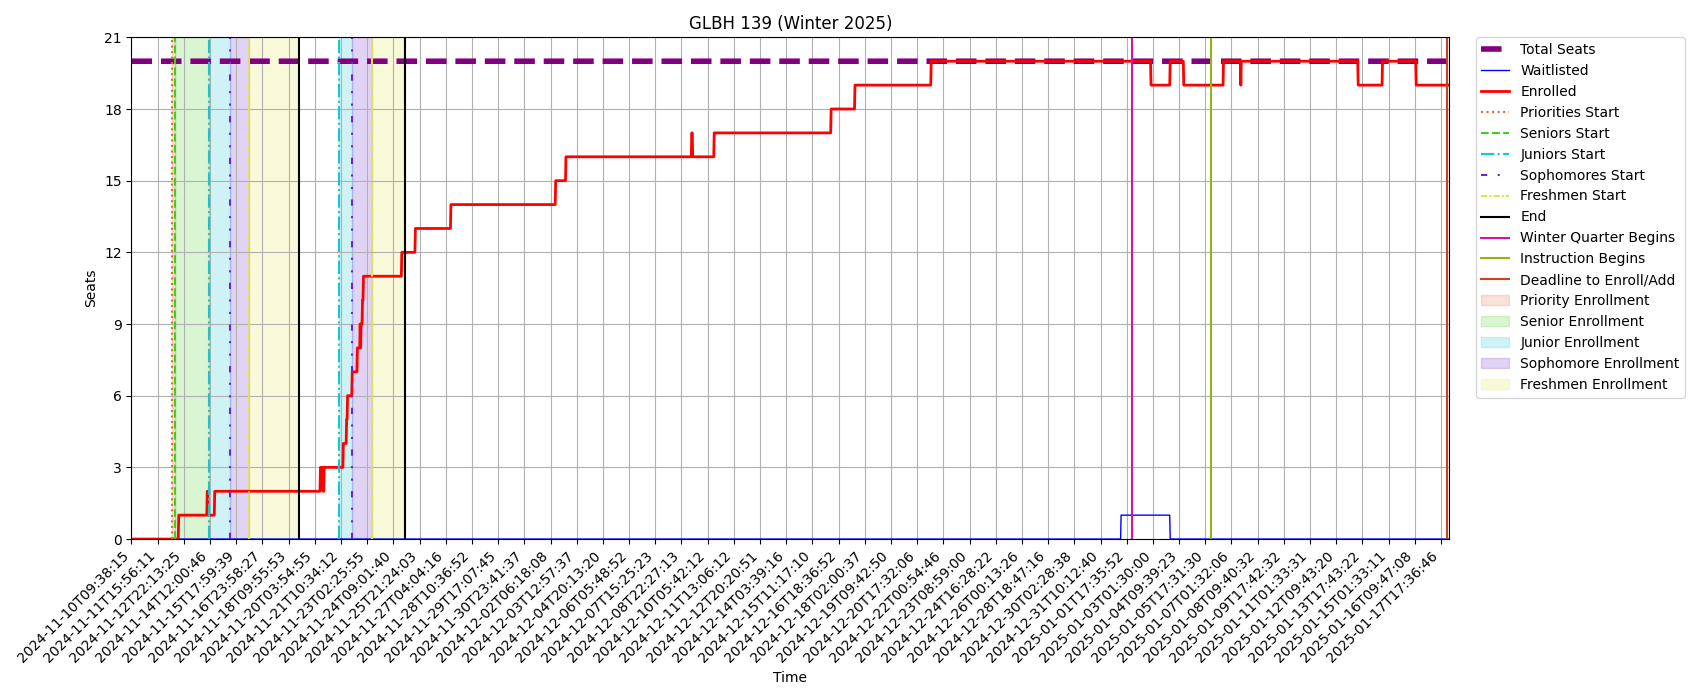 GLBH 139 (Winter 2025)
21
18
15
12
9
6
3
0
Seats
2024-11-10T09:38:15
2024-11-11T15:56:11
2024-11-12T22:13:25
2024-11-14T12:00:46
2024-11-15T17:59:39
2024-11-16T23:58:27
2024-11-18T09:55:53
2024-11-20T03:54:55
2024-11-21T10:34:12
2024-11-23T02:25:55
2024-11-24T09:01:40
2024-11-25T21:24:03
2024-11-27T04:04:16
2024-11-28T10:36:52
2024-11-29T17:07:45
2024-11-30T23:41:37
2024-12-02T06:18:08
2024-12-03T12:57:37
2024-12-04T20:13:20
2024-12-06T05:48:52
2024-12-07T15:25:23
2024-12-08T22:27:13
2024-12-10T05:42:12
2024-12-11T13:06:12
2024-12-12T20:20:51
2024-12-14T03:39:16
2024-12-15T11:17:10
2024-12-16T18:36:52
2024-12-18T02:00:37
2024-12-19T09:42:50
2024-12-20T17:32:06
2024-12-22T00:54:46
2024-12-23T08:59:00
2024-12-24T16:28:22
2024-12-26T00:13:26
2024-12-28T18:47:16
2024-12-30T02:28:38
2024-12-31T10:12:40
2025-01-01T17:35:52
2025-01-03T01:30:00
2025-01-04T09:39:23
2025-01-05T17:31:30
2025-01-07T01:32:06
2025-01-08T09:40:32
2025-01-09T17:42:32
2025-01-11T01:33:31
2025-01-12T09:43:20
2025-01-13T17:43:22
2025-01-15T01:33:11
2025-01-16T09:47:08
2025-01-17T17:36:46
Time
Total Seats
Waitlisted
Enrolled
Priorities Start
Seniors Start
Juniors Start
Sophomores Start
Freshmen Start
End
Winter Quarter Begins
Instruction Begins
Deadline to Enroll/Add
Priority Enrollment
Senior Enrollment
Junior Enrollment
Sophomore Enrollment
Freshmen Enrollment